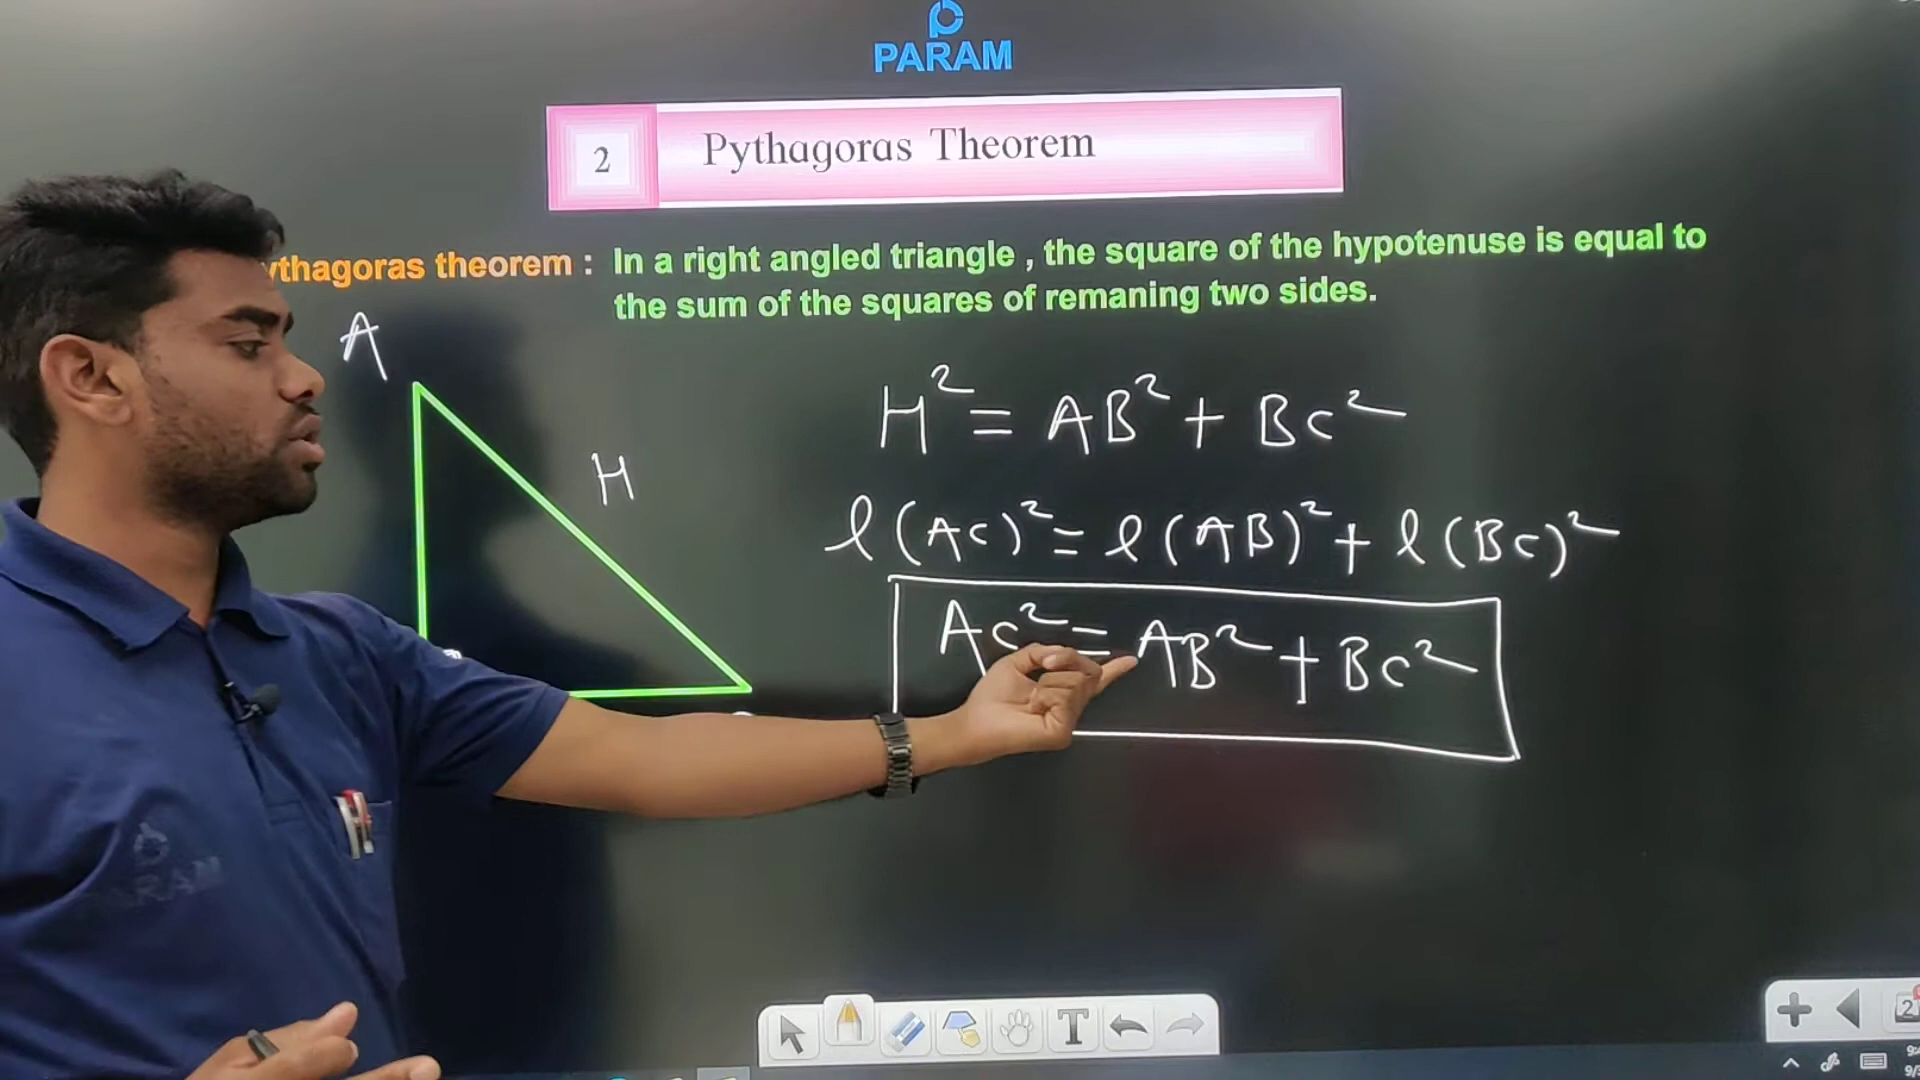 PARAM
2 Pythagoras Theorem
ythagoras theorem : In a right angled triangle , the square of the hypotenuse is equal to
the sum of the squares of remaning two sides.
A
H
H² = AB² + BC²
l(AC)² = l(AB)² + l(BC)²
AC² = AB² + BC²
PARAM
T